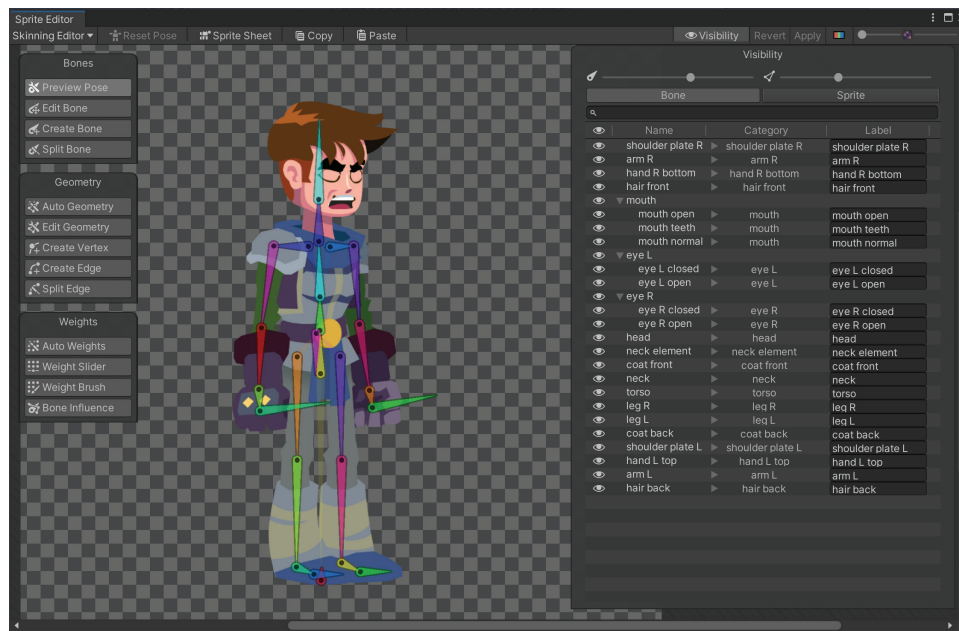 Sprite Editor
Skinning Editor Reset Pose Sprite Sheet Copy Paste Visibility Revert Apply
Bones
Preview Pose
Edit Bone
Create Bone
Split Bone
Geometry
Auto Geometry
Edit Geometry
Create Vertex
Create Edge
Split Edge
Weights
Auto Weights
Weight Slider
Weight Brush
Bone Influence
Visibility
Bone Sprite
Name Category Label
shoulder plate R shoulder plate R shoulder plate R
arm R arm R arm R
hand R bottom hand R bottom hand R bottom
hair front hair front hair front
mouth
mouth open mouth mouth open
mouth teeth mouth mouth teeth
mouth normal mouth mouth normal
eye L
eye L closed eye L eye L closed
eye L open eye L eye L open
eye R
eye R closed eye R eye R closed
eye R open eye R eye R open
head head head
neck element neck element neck element
coat front coat front coat front
neck neck neck
torso torso torso
leg R leg R leg R
leg L leg L leg L
coat back coat back coat back
shoulder plate L shoulder plate L shoulder plate L
hand L top hand L top hand L top
arm L arm L arm L
hair back hair back hair back